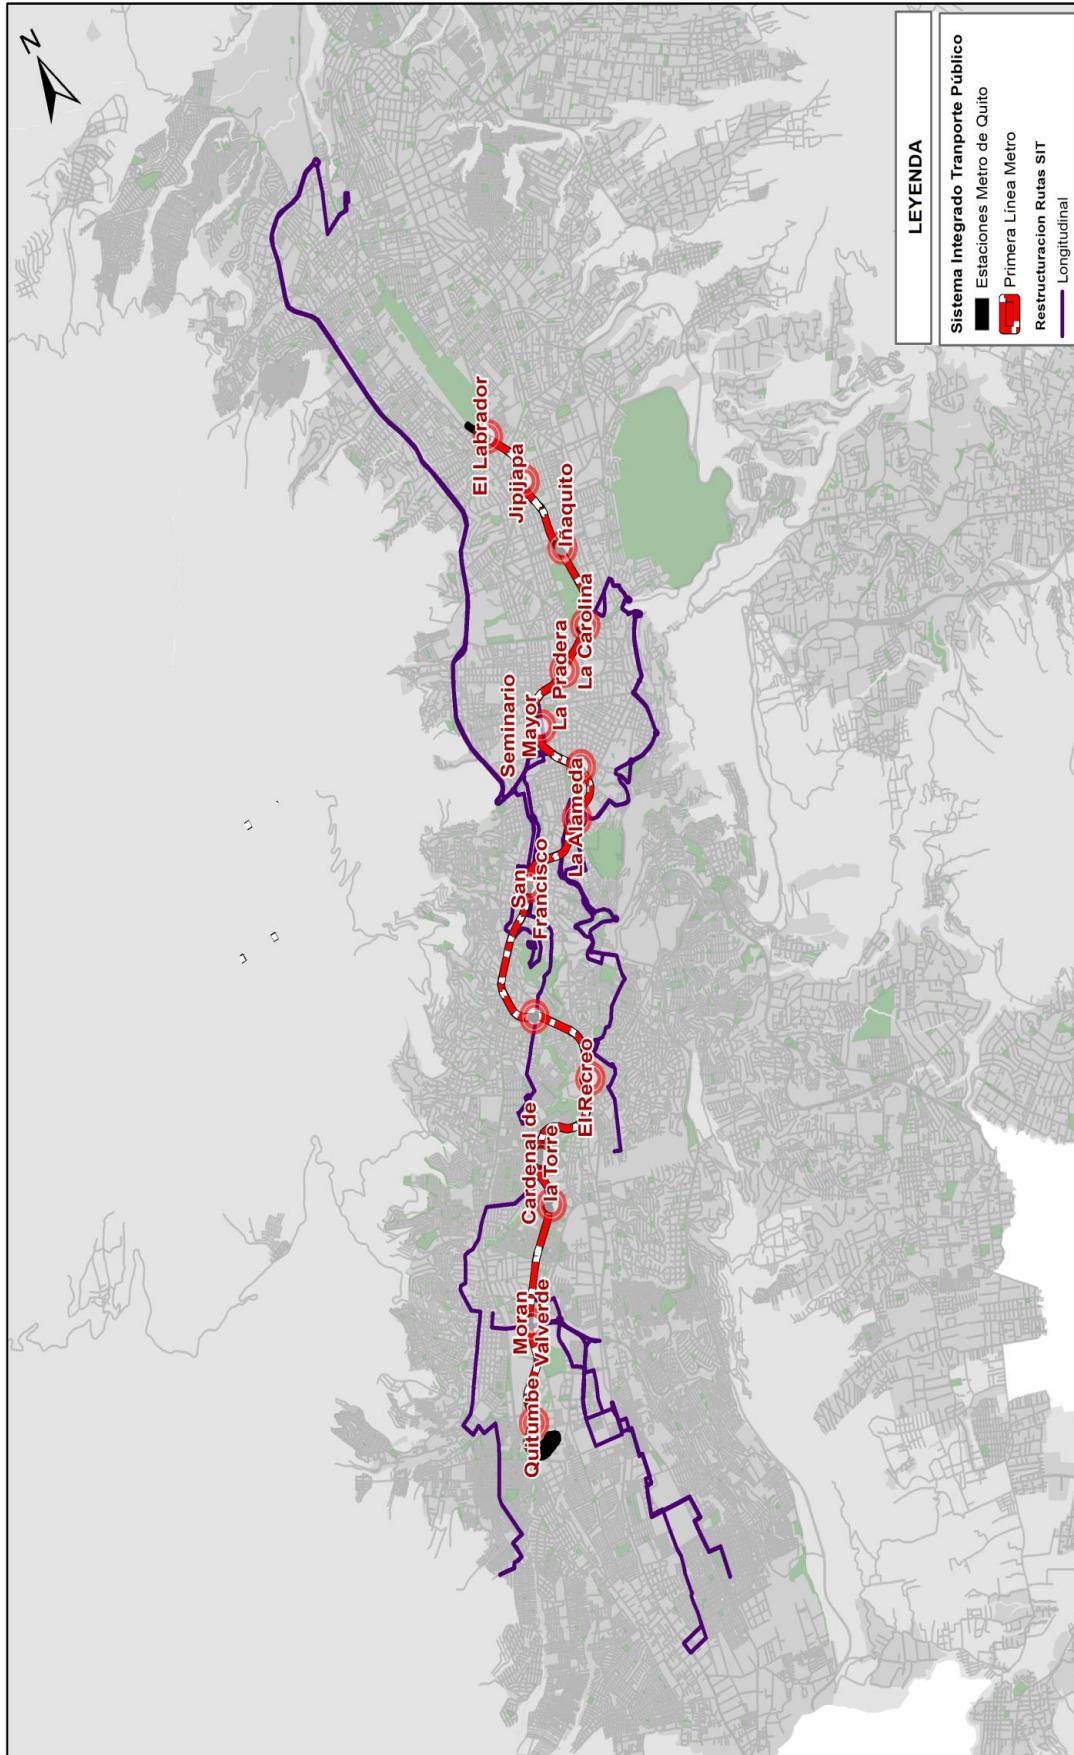 N
El Labrador
Jipijapa
Iñaquito
La Carolina
La Pradera
Seminario
Mayor
La Alameda
San
Francisco
El Recreo
Cardenal de
la Torre
Moran
Valverde
Quitumbe
LEYENDA
Sistema Integrado Tranporte Público
Estaciones Metro de Quito
Primera Línea Metro
Restructuracion Rutas SIT
Longitudinal